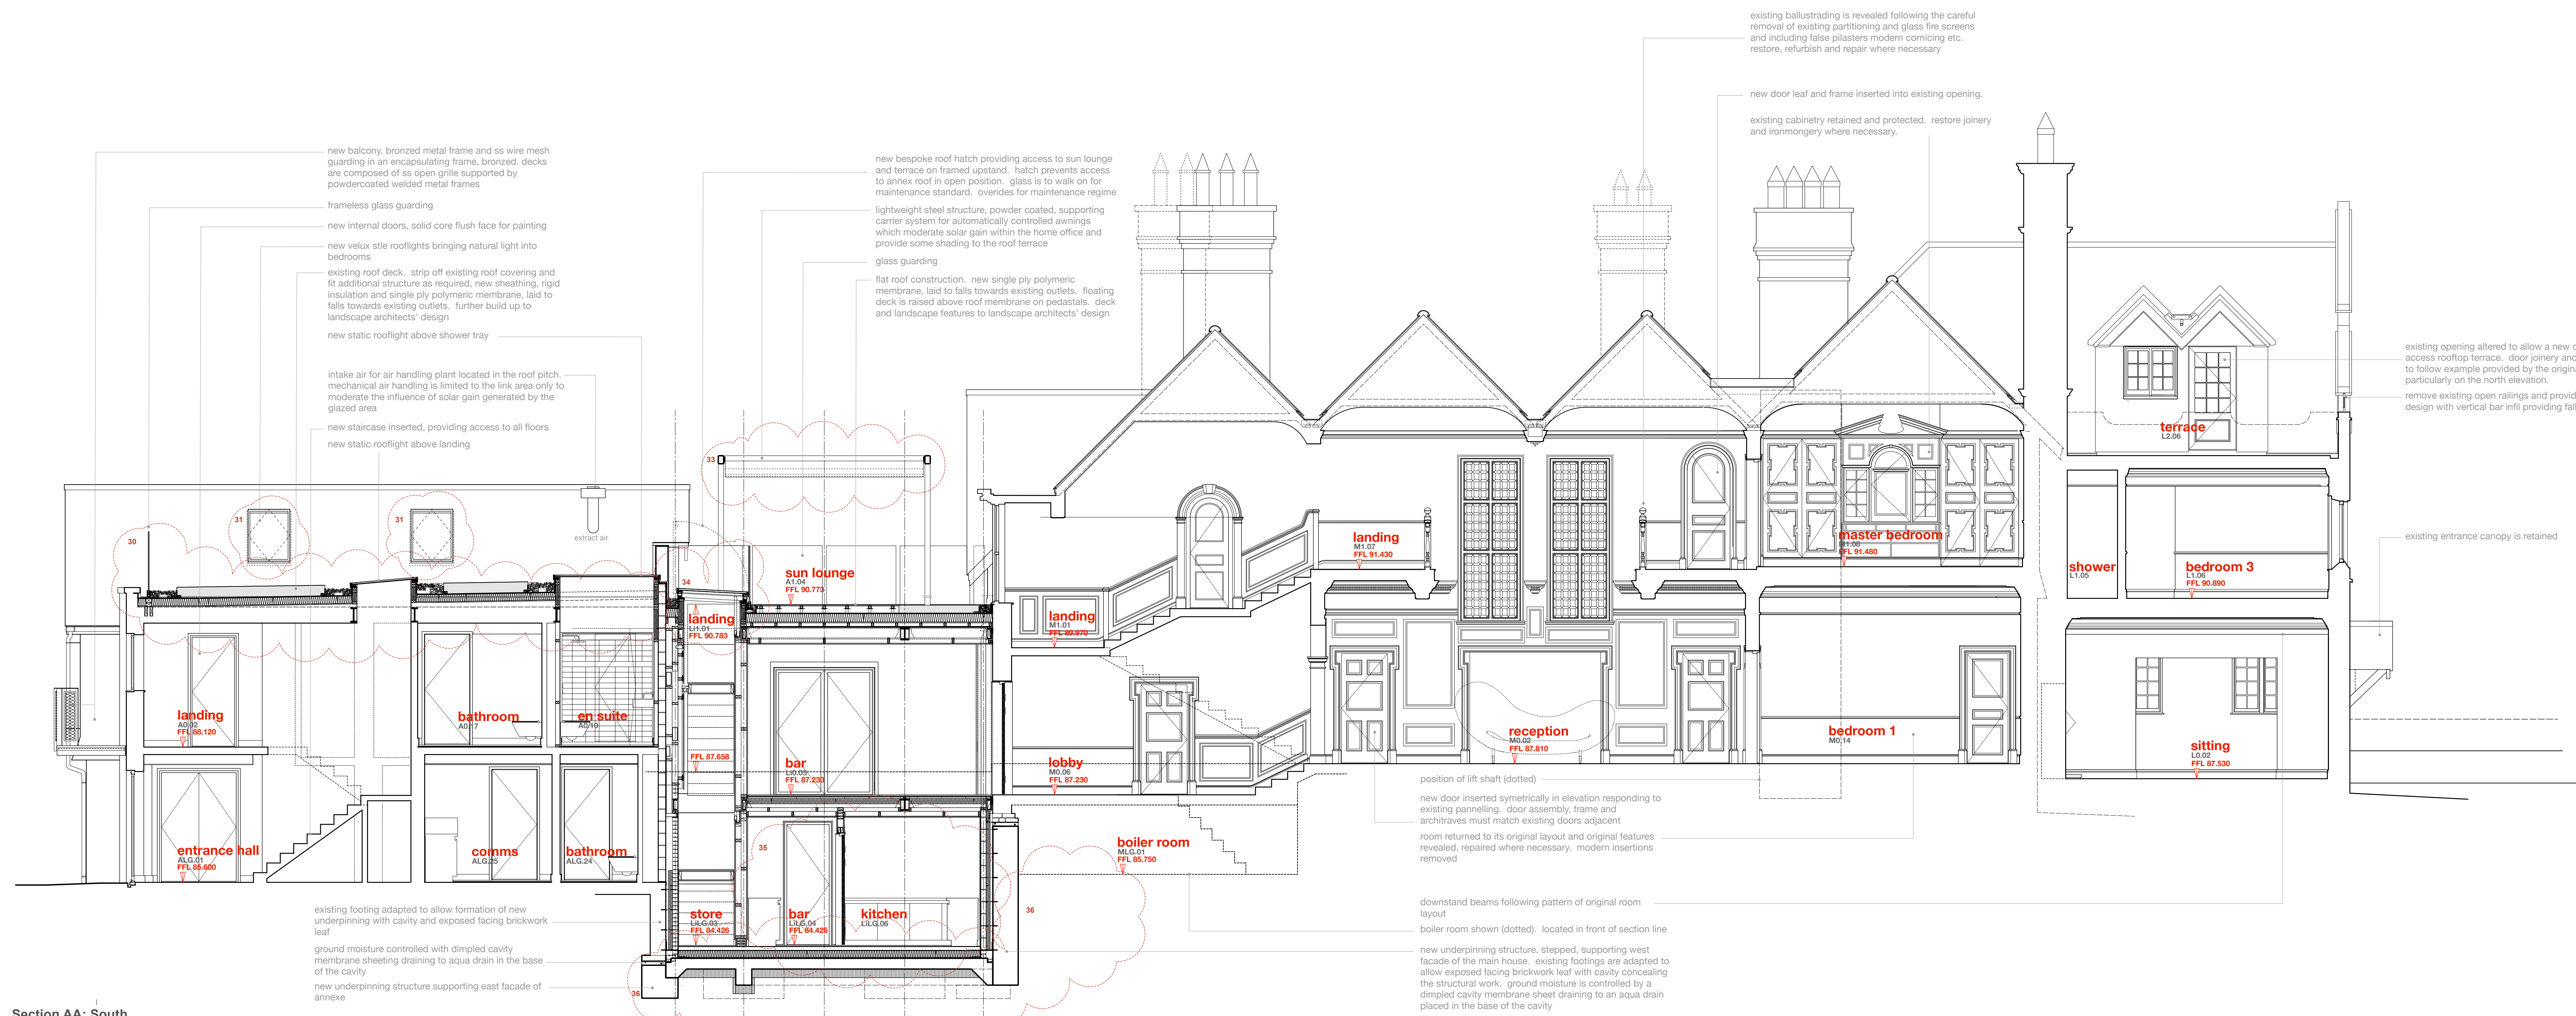 existing ballustrading is revealed following the careful
removal of existing partitioning and glass fire screens
and including false pilasters modern cornicing etc.
restore, refurbish and repair where necessary
new door leaf and frame inserted into existing opening.
existing cabinetry retained and protected. restore joinery
and ironmongery where necessary.
new balcony. bronzed metal frame and ss wire mesh
guarding in an encapsulating frame, bronzed. decks
are composed of ss open grille supported by
powdercoated welded metal frames
frameless glass guarding
new internal doors, solid core flush face for painting
new velux stle rooflights bringing natural light into
bedrooms
existing roof deck. strip off existing roof covering and
fit additional structure as required, new sheathing, rigid
insulation and single ply polymeric membrane, laid to
falls towards existing outlets. further build up to
landscape architects' design
new static rooflight above shower tray
intake air for air handling plant located in the roof pitch.
mechanical air handling is limited to the link area only to
moderate the influence of solar gain generated by the
glazed area
new staircase inserted, providing access to all floors
new static rooflight above landing
new bespoke roof hatch providing access to sun lounge
and terrace on framed upstand. hatch prevents access
to annex roof in open position. glass is to walk on for
maintenance standard. overides for maintenance regime
lightweight steel structure, powder coated, supporting
carrier system for automatically controlled awnings
which moderate solar gain within the home office and
provide some shading to the roof terrace
glass guarding
flat roof construction. new single ply polymeric
membrane, laid to falls towards existing outlets. floating
deck is raised above roof membrane on pedastals. deck
and landscape features to landscape architects' design
existing opening altered to allow a new
access rooftop terrace. door joinery and
to follow example provided by the
particularly on the north elevation.
remove existing open railings and
design with vertical bar infil providing
existing entrance canopy is retained
30
31
31
33
34
35
36
36
extract air
landing
A0.02
FFL 88.120
bathroom
A0.17
en suite
A0.10
entrance hall
ALG.01
FFL 85.600
comms
ALG.25
bathroom
ALG.24
landing
Li1.01
FFL 90.783
sun lounge
A1.04
FFL 90.773
FFL 87.658
bar
Li0.03
FFL 87.230
store
LiLG.03
FFL 84.426
bar
LiLG.04
FFL 84.426
kitchen
LiLG.06
landing
M1.01
FFL 89.970
lobby
M0.06
FFL 87.230
boiler room
MLG.01
FFL 85.750
landing
M1.07
FFL 91.430
reception
M0.02
FFL 87.810
master bedroom
M1.08
FFL 91.480
bedroom 1
M0.14
terrace
L2.06
shower
L1.05
bedroom 3
L1.06
FFL 90.890
sitting
L0.02
FFL 87.530
position of lift shaft (dotted)
new door inserted symetrically in elevation responding to
existing pannelling. door assembly, frame and
architraves must match existing doors adjacent
room returned to its original layout and original features
revealed, repaired where necessary. modern insertions
removed
downstand beams following pattern of original room
layout
boiler room shown (dotted). located in front of section line
new underpinning structure, stepped, supporting west
facade of the main house. existing footings are adapted to
allow exposed facing brickwork leaf with cavity concealing
the structural work. ground moisture is controlled by a
dimpled cavity membrane sheet draining to an aqua drain
placed in the base of the cavity
existing footing adapted to allow formation of new
underpinning with cavity and exposed facing brickwork
leaf
ground moisture controlled with dimpled cavity
membrane sheeting draining to aqua drain in the base
of the cavity
new underpinning structure supporting east facade of
annexe
Section AA: South